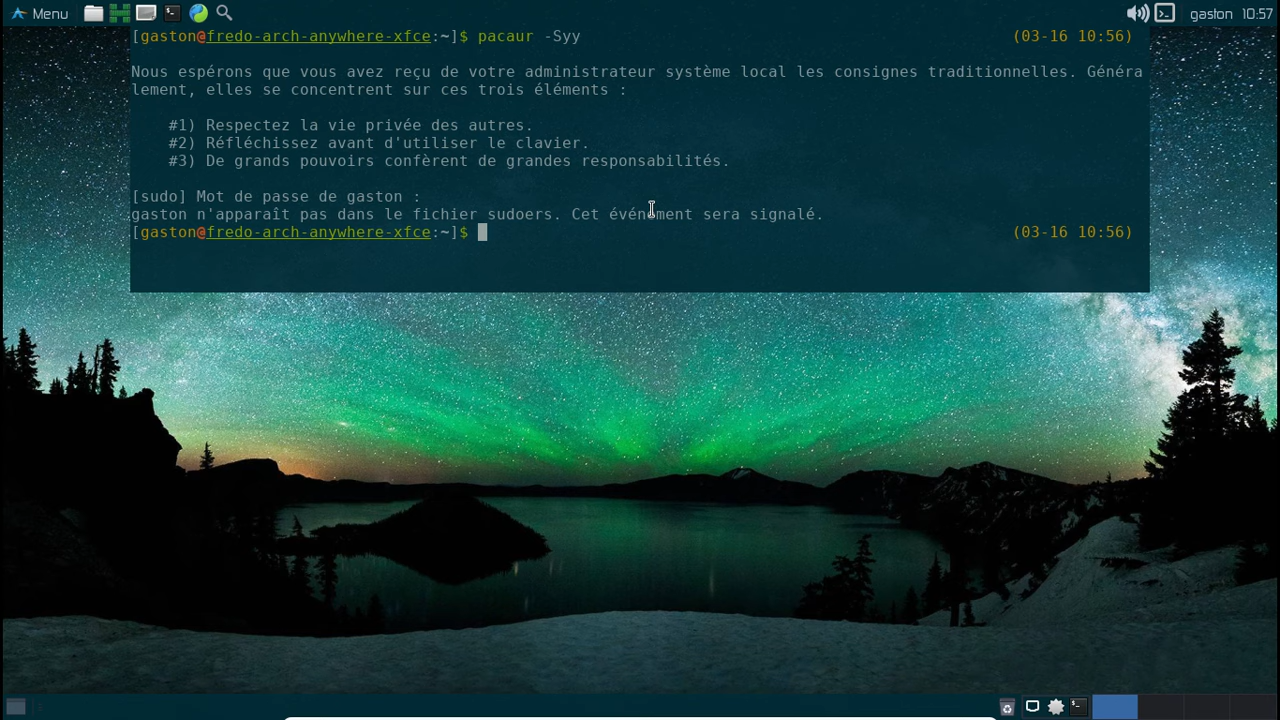 Menu
gaston 10:57
[gaston@fredo-arch-anywhere-xfce:~]$ pacaur -Syy (03-16 10:56)
Nous espérons que vous avez reçu de votre administrateur système local les consignes traditionnelles. Généra
lement, elles se concentrent sur ces trois éléments :
#1) Respectez la vie privée des autres.
#2) Réfléchissez avant d'utiliser le clavier.
#3) De grands pouvoirs confèrent de grandes responsabilités.
[sudo] Mot de passe de gaston :
gaston n'apparaît pas dans le fichier sudoers. Cet événement sera signalé.
[gaston@fredo-arch-anywhere-xfce:~]$ (03-16 10:56)